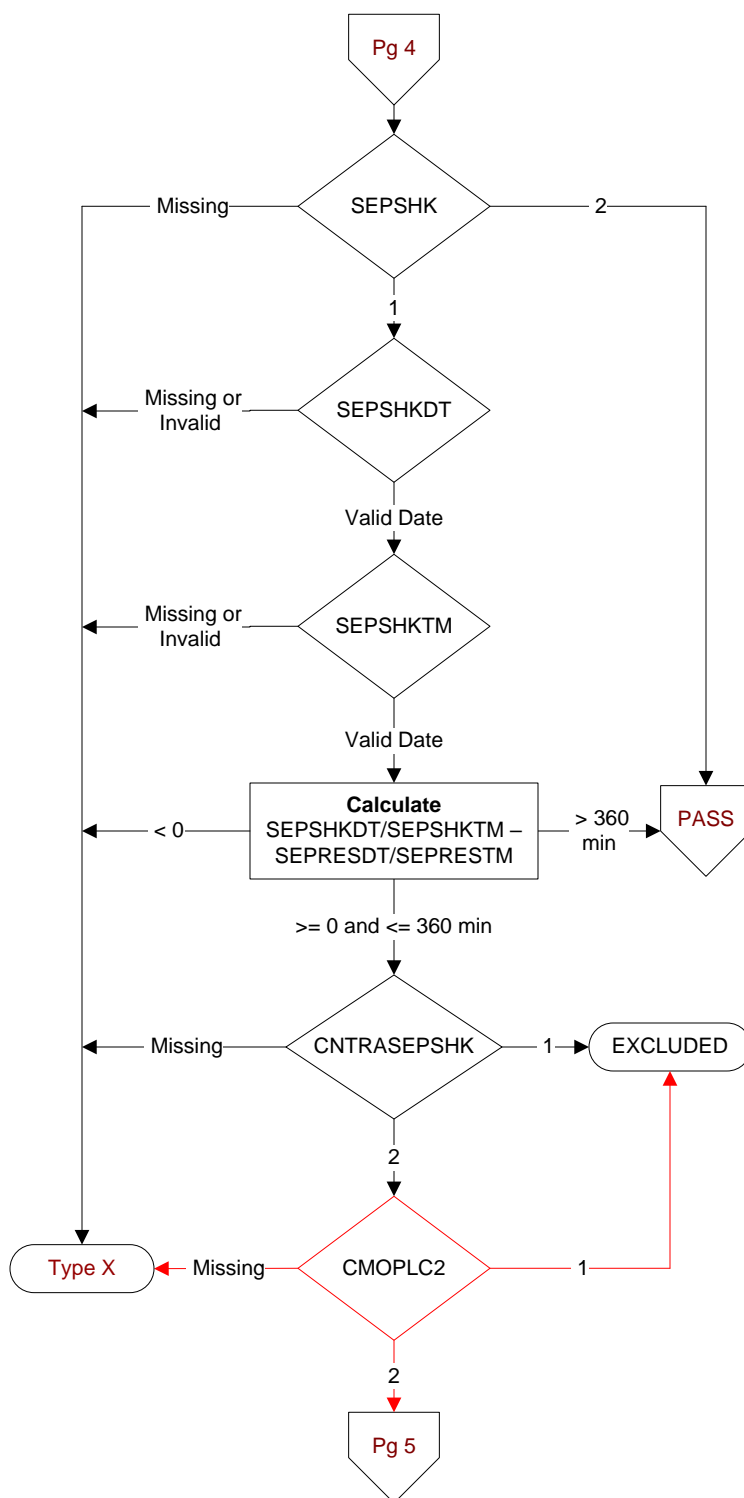 Pg 4
SEPSHK
Missing
2
1
SEPSHKDT
Missing or
Invalid
Valid Date
SEPSHKTM
Missing or
Invalid
Valid Date
Calculate
SEPSHKDT/SEPSHKTM –
SEPRESDT/SEPRESTM
< 0
> 360
min
PASS
>= 0 and <= 360 min
CNTRASEPSHK
Missing
1
EXCLUDED
2
CMOPLC2
Type X
Missing
1
2
Pg 5